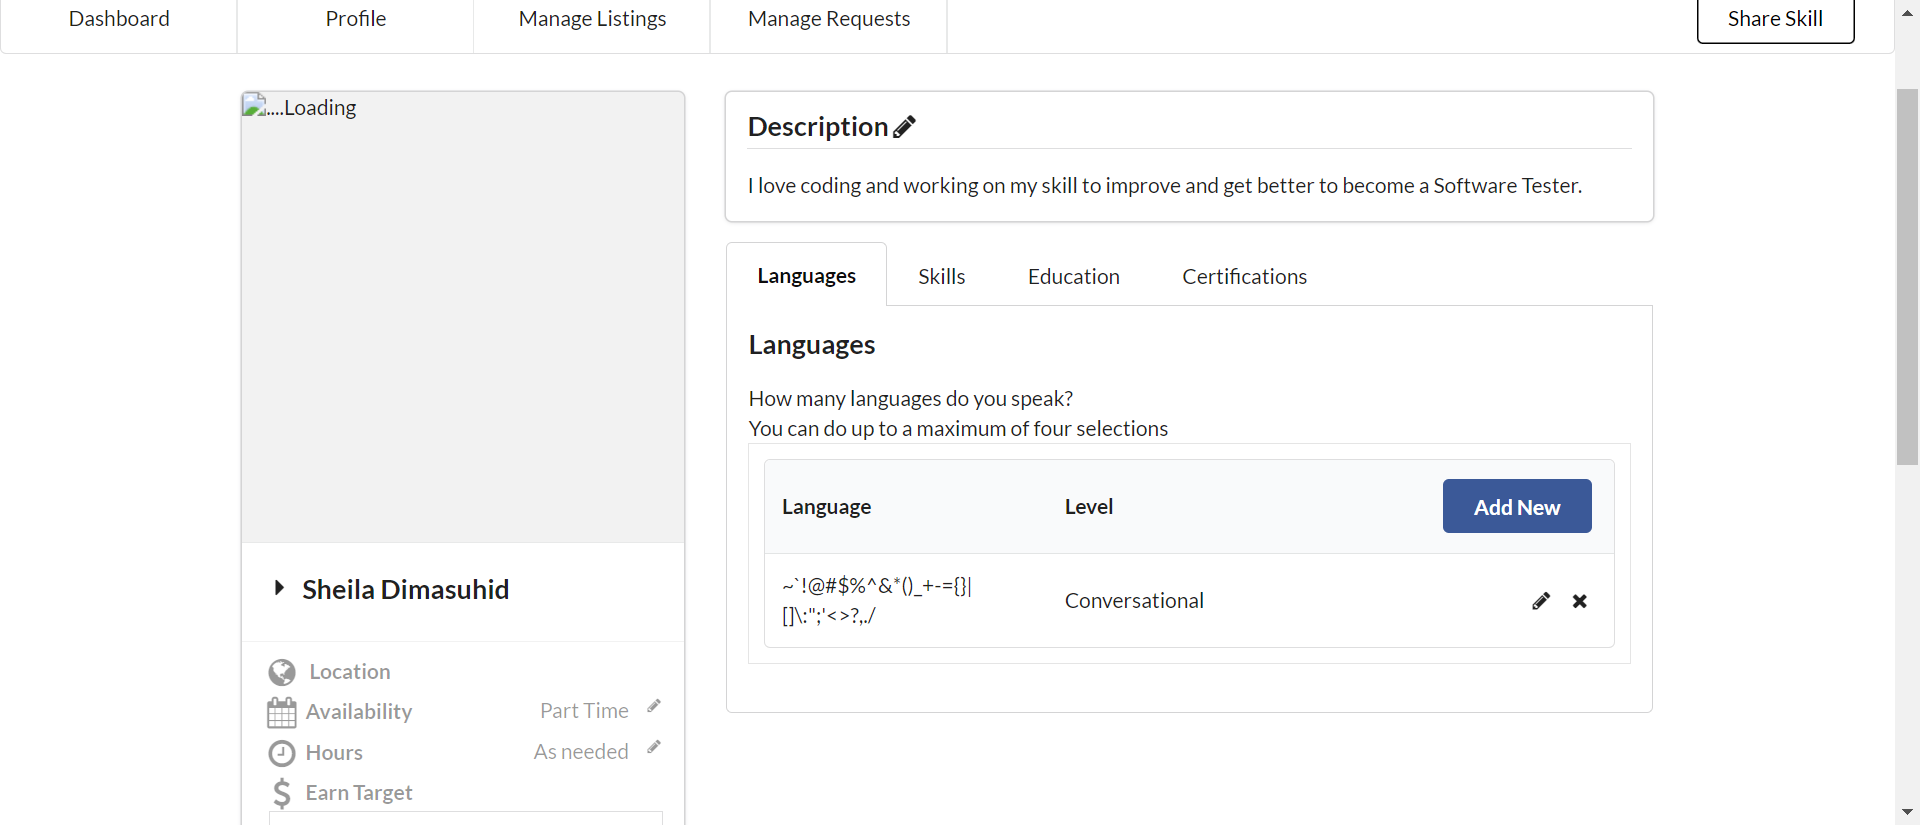 Dashboard
Profile
Manage Listings
Manage Requests
Share Skill
....Loading
Sheila Dimasuhid
Location
Availability
Part Time
Hours
As needed
Earn Target
Description
I love coding and working on my skill to improve and get better to become a Software Tester.
Languages
Skills
Education
Certifications
Languages
How many languages do you speak?
You can do up to a maximum of four selections
Language
Level
Add New
~`!@#$%^&*()_+-={}|
[]\:";'<>?,./
Conversational